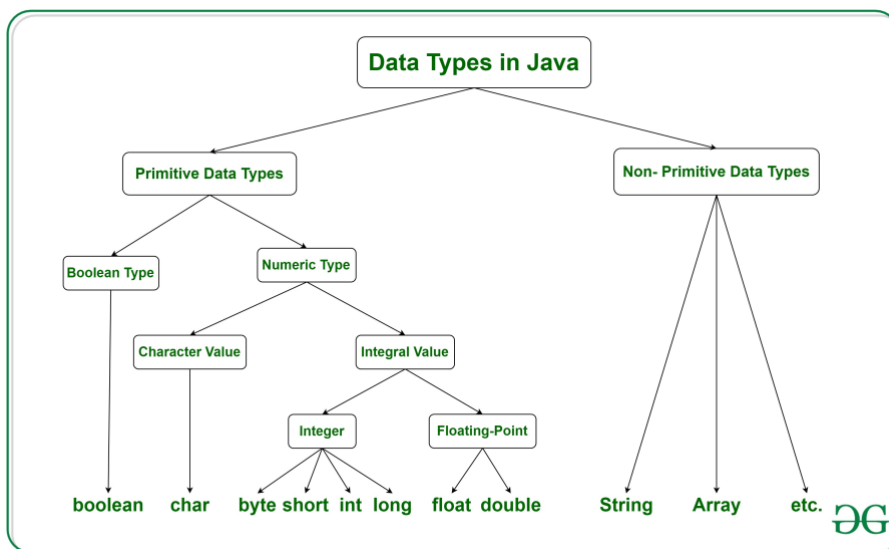 Data Types in Java
Primitive Data Types
Non- Primitive Data Types
Boolean Type
Numeric Type
Character Value
Integral Value
Integer
Floating-Point
boolean
char
byte
short
int
long
float
double
String
Array
etc.